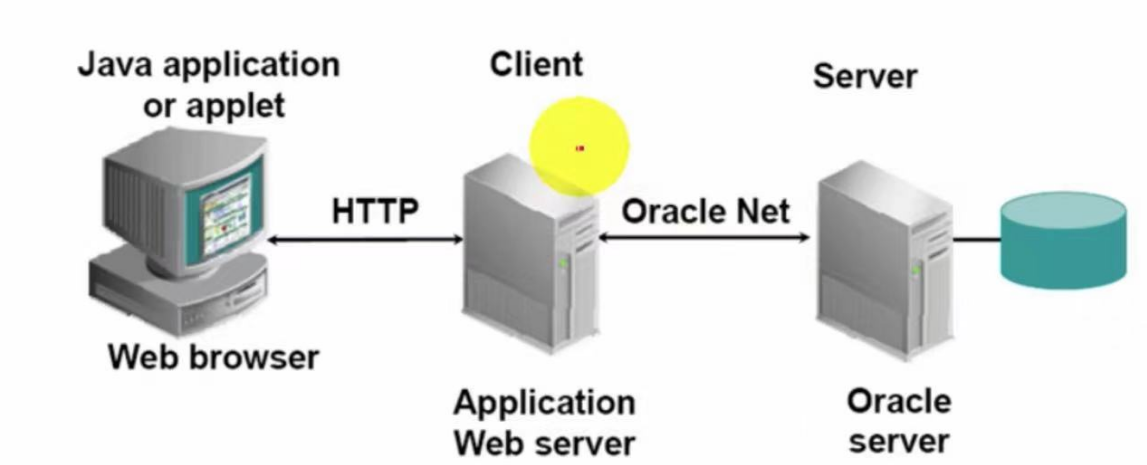 Java application
or applet
Client
Server
HTTP
Oracle Net
Web browser
Application
Web server
Oracle
server